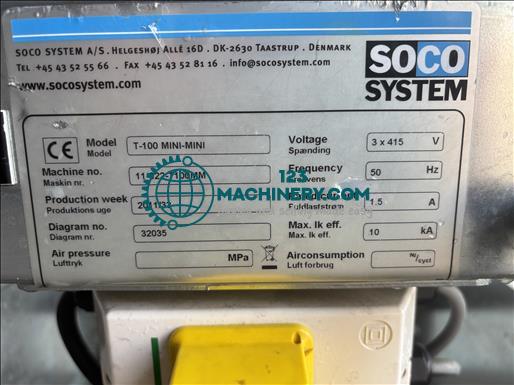 SOCO SYSTEM A/S . HELGESHØJ ALLÉ 16D . DK-2630 TAASTRUP . DENMARK
TEL +45 43 52 55 66 . FAX +45 43 52 81 16 . info@socosystem.com
www.socosystem.com
SOCO
SYSTEM
CE
Model T-100 MINI-MINI
Model
Machine no.
Maskin nr.
Production week
Produktions uge
Diagram no. 32035
Diagram nr.
Air pressure MPa
Lufttryk
Voltage 3 x 415 V
Spænding
Frequency 50 Hz
1.5 A
Fuldlaststrøm
Max. Ik eff. 10 kA
Max. Ik eff.
Airconsumption Nl/cycl
Luft forbrug
123
MACHINERY.COM